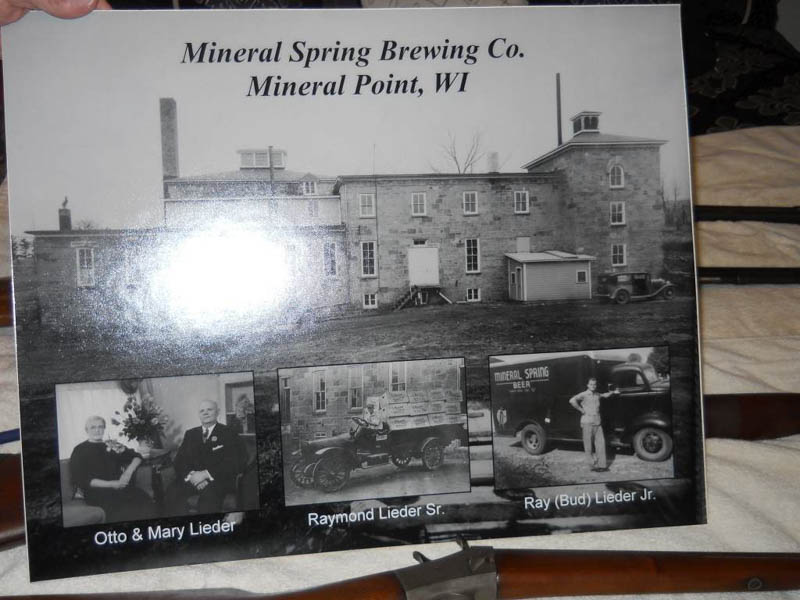 Mineral Spring Brewing Co.
Mineral Point, WI
MINERAL SPRING
BEER
Otto & Mary Lieder
Raymond Lieder Sr.
Ray (Bud) Lieder Jr.